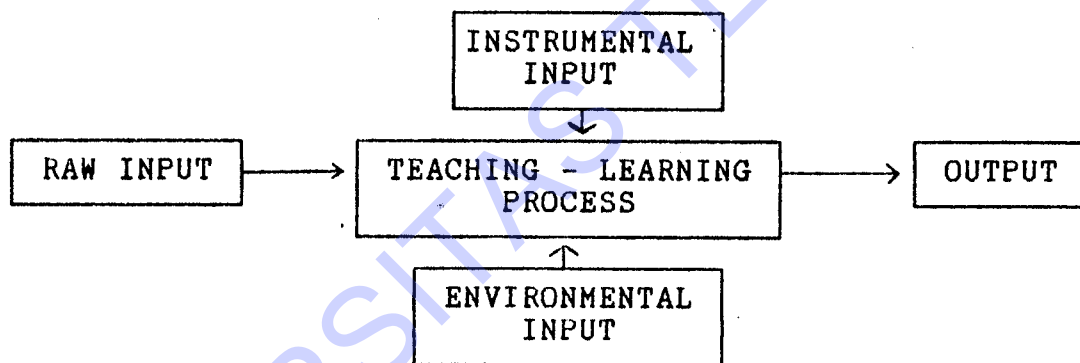 INSTRUMENTAL
INPUT
RAW INPUT
TEACHING - LEARNING
PROCESS
OUTPUT
ENVIRONMENTAL
INPUT